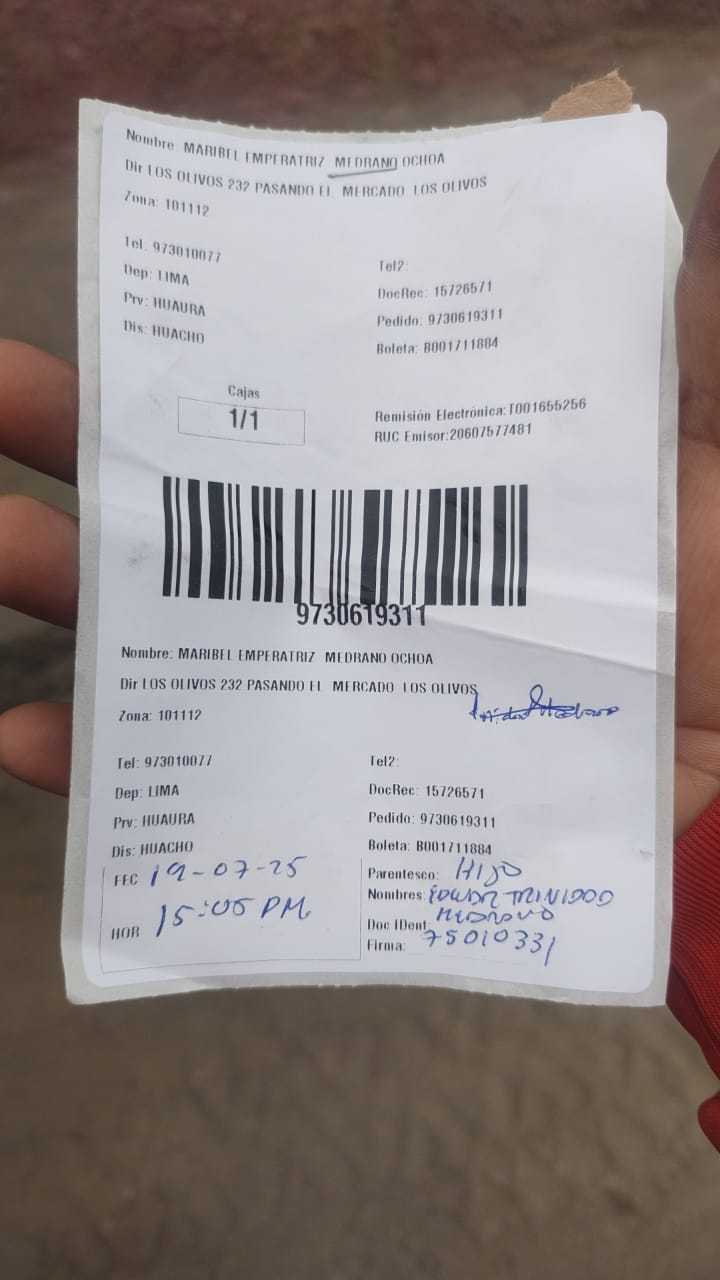 Nombre: MARIBEL EMPERATRIZ MEDRANO OCHOA
Dir LOS OLIVOS 232 PASANDO EL MERCADO LOS OLIVOS
Zona: 101112
Tel: 973010077
Tel2:
Dep: LIMA
DocRec: 15726571
Prv: HUAURA
Pedido: 9730619311
Dis: HUACHO
Boleta: B001711884
Cajas
1/1
Remisión Electrónica:T001655256
RUC Emisor:20607577481
9730619311
Nombre: MARIBEL EMPERATRIZ MEDRANO OCHOA
Dir LOS OLIVOS 232 PASANDO EL MERCADO LOS OLIVOS
Zona: 101112
Tel: 973010077
Tel2:
Dep: LIMA
DocRec: 15726571
Prv: HUAURA
Pedido: 9730619311
Dis: HUACHO
Boleta: B001711884
FEC 19-07-25
Parentesco: HIJO
Nombres: TRINIDAD
MEDRANO
HOR 15:05 PM
Doc IDent 75010331
Firma: